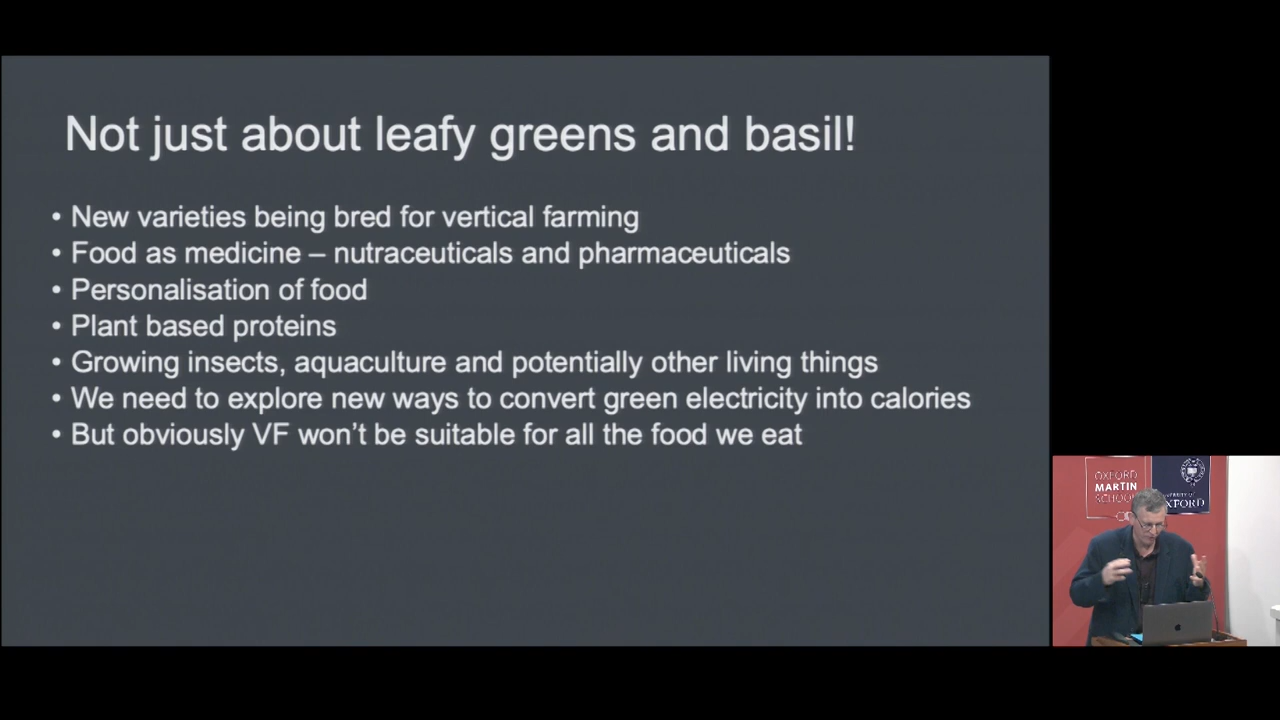 Not just about leafy greens and basil!
• New varieties being bred for vertical farming
• Food as medicine – nutraceuticals and pharmaceuticals
• Personalisation of food
• Plant based proteins
• Growing insects, aquaculture and potentially other living things
• We need to explore new ways to convert green electricity into calories
• But obviously VF won’t be suitable for all the food we eat
OXFORD
MARTIN